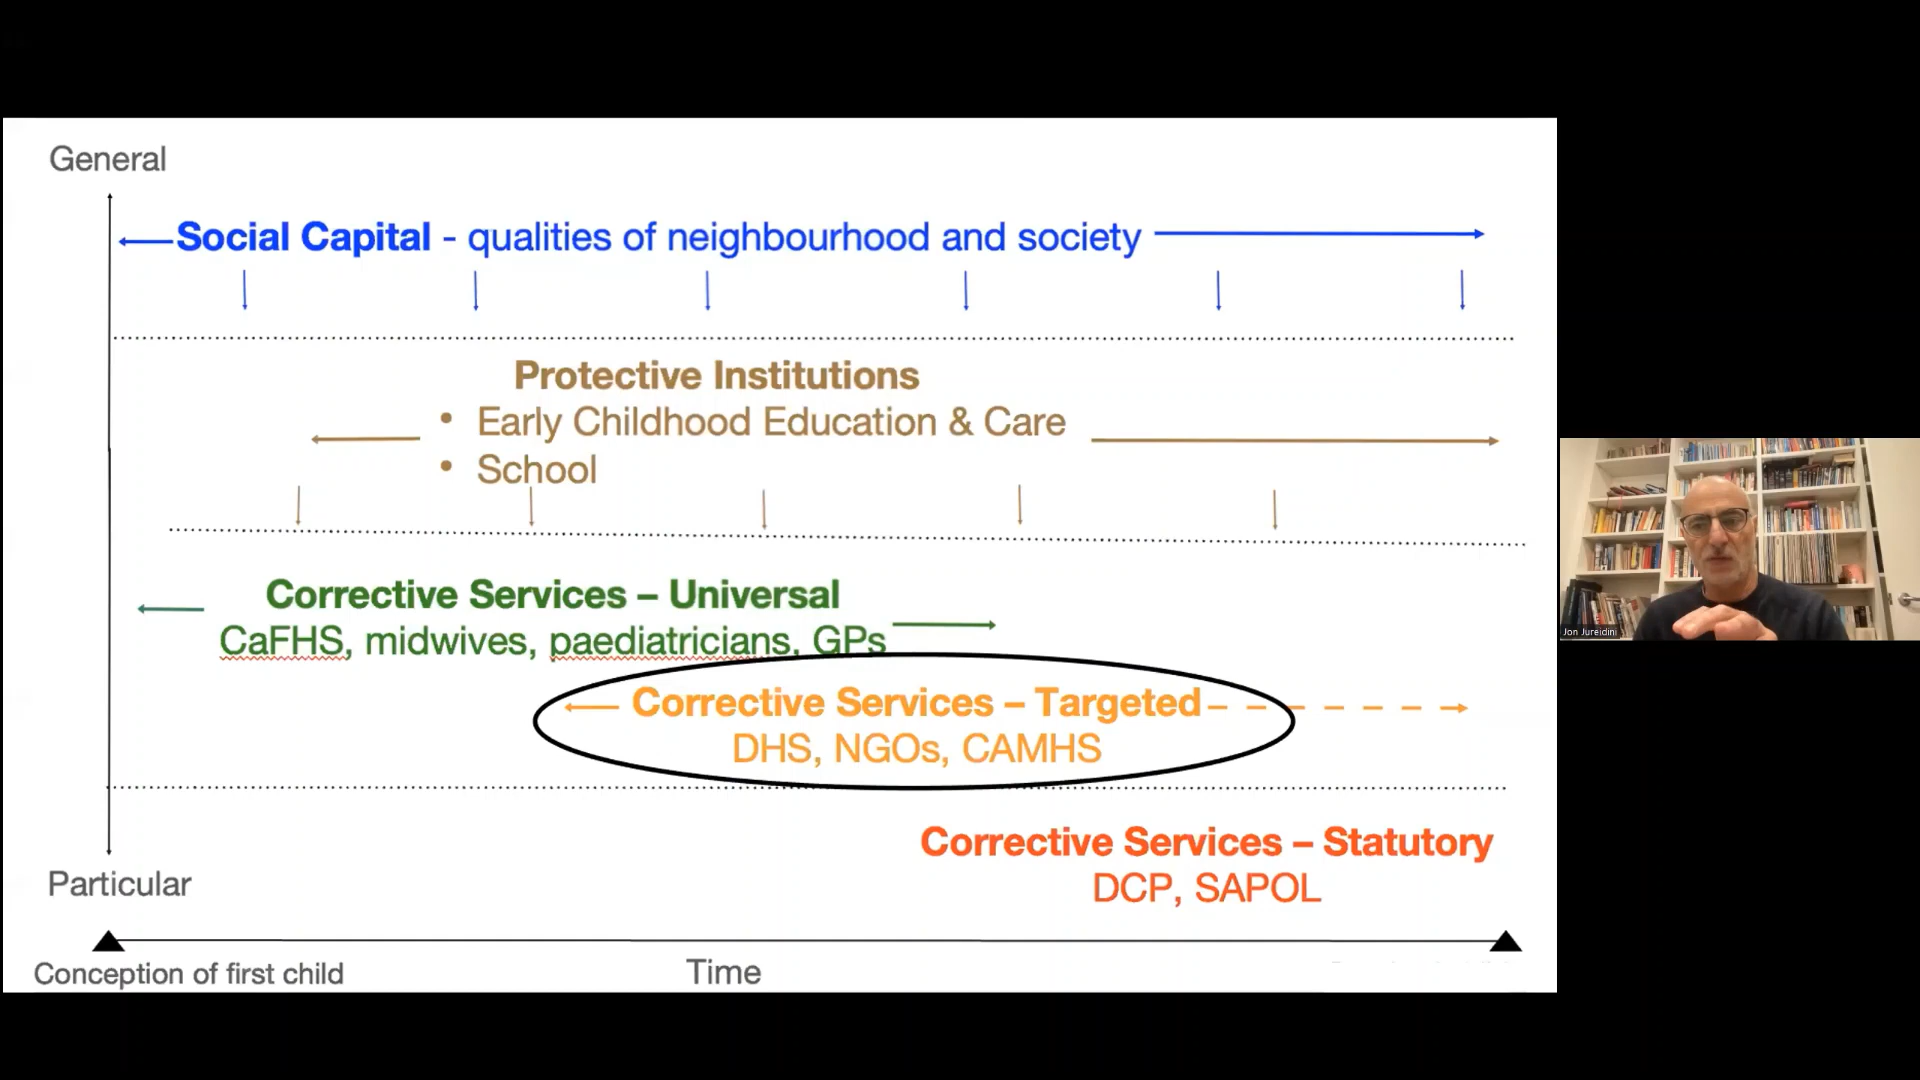 General
Social Capital - qualities of neighbourhood and society
Protective Institutions
• Early Childhood Education & Care
• School
Corrective Services – Universal
CaFHS, midwives, paediatricians, GPs
Corrective Services – Targeted
DHS, NGOs, CAMHS
Corrective Services – Statutory
DCP, SAPOL
Particular
Conception of first child
Time
Jon Jureidini